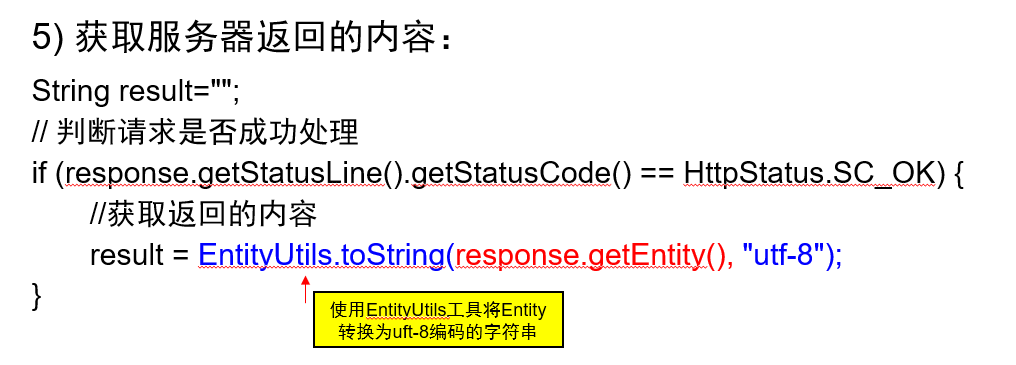 5) 获取服务器返回的内容：
String result="";
// 判断请求是否成功处理
if (response.getStatusLine().getStatusCode() == HttpStatus.SC_OK) {
//获取返回的内容
result = EntityUtils.toString(response.getEntity(), "utf-8");
}
使用EntityUtils工具将Entity
转换为uft-8编码的字符串